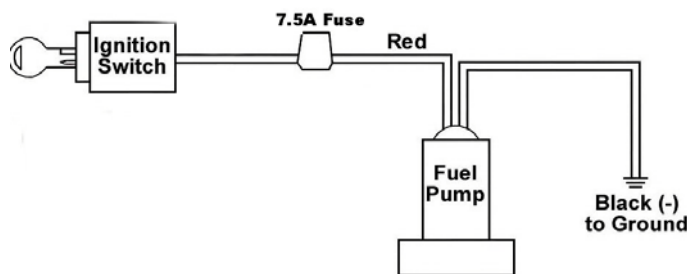 7.5A Fuse
Ignition
Switch
Red
Fuel
Pump
Black (-)
to Ground